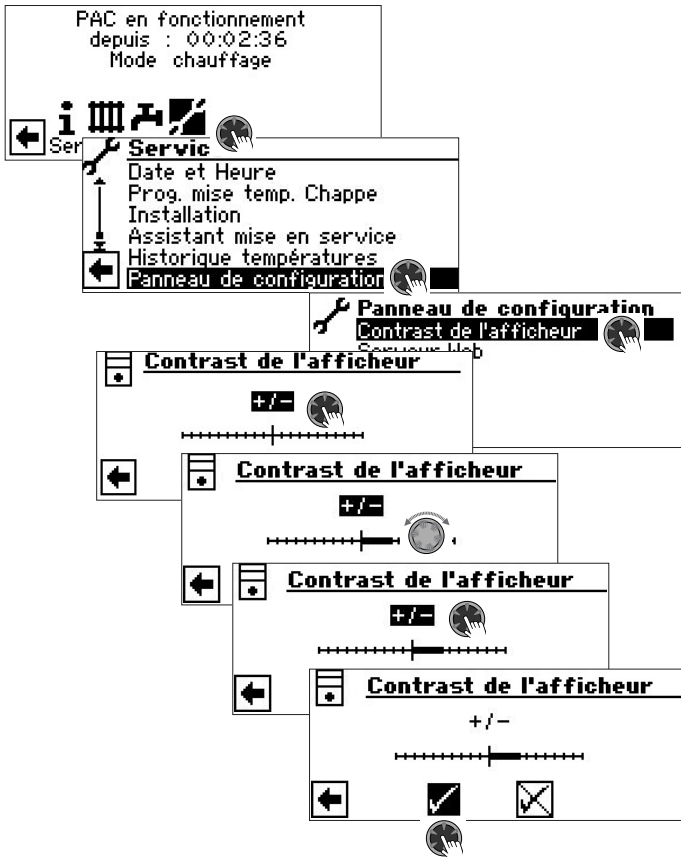 PAC en fonctionnement
depuis : 00:02:36
Mode chauffage
Ser
Servic
Date et Heure
Prog. mise temp. Chappe
Installation
Assistant mise en service
Historique températures
Panneau de configuration
Panneau de configuration
Contrast de l'afficheur
Serveur Web
Contrast de l'afficheur
+/-
Contrast de l'afficheur
+/-
Contrast de l'afficheur
+/-
Contrast de l'afficheur
+/-